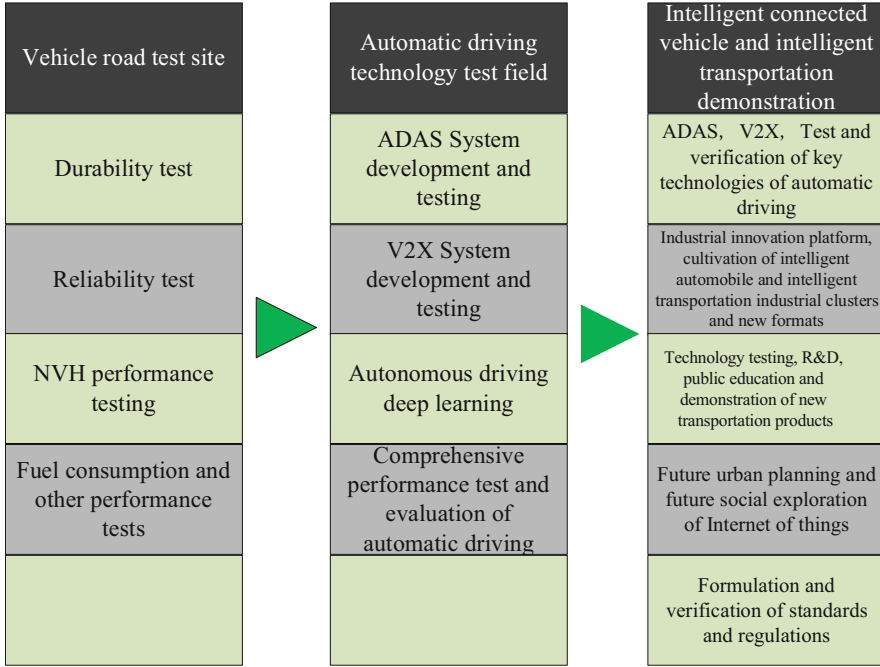 Vehicle road test site
Durability test
Reliability test
NVH performance
testing
Fuel consumption and
other performance
tests
Automatic driving
technology test field
ADAS System
development and
testing
V2X System
development and
testing
Autonomous driving
deep learning
Comprehensive
performance test and
evaluation of
automatic driving
Intelligent connected
vehicle and intelligent
transportation
demonstration
ADAS, V2X, Test and
verification of key
technologies of automatic
driving
Industrial innovation platform,
cultivation of intelligent
automobile and intelligent
transportation industrial clusters
and new formats
Technology testing, R&D,
public education and
demonstration of new
transportation products
Future urban planning and
future social exploration
of Internet of things
Formulation and
verification of standards
and regulations